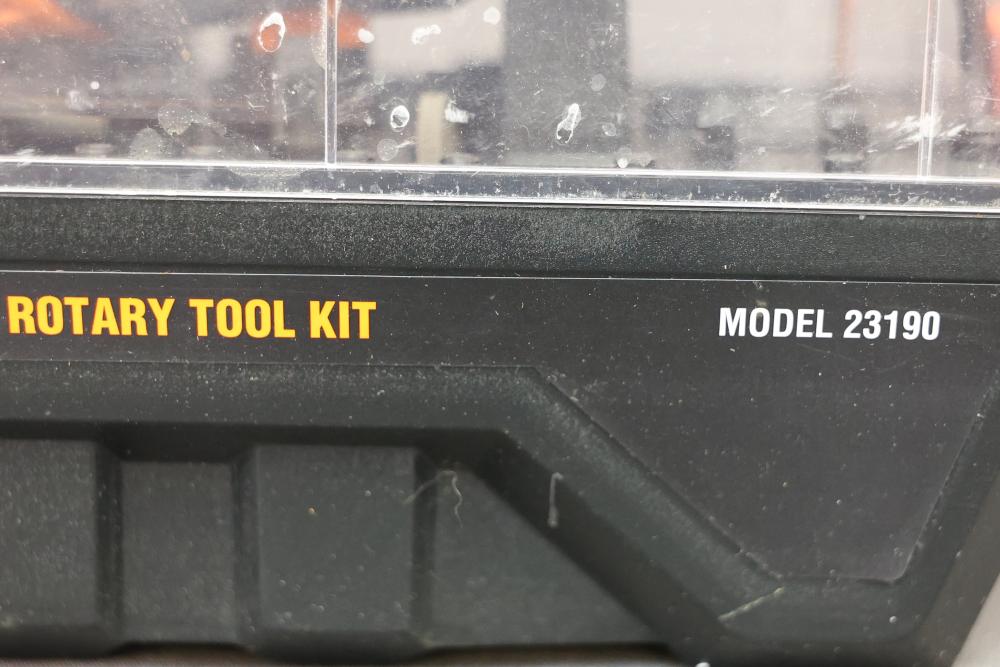 ROTARY TOOL KIT
MODEL 23190